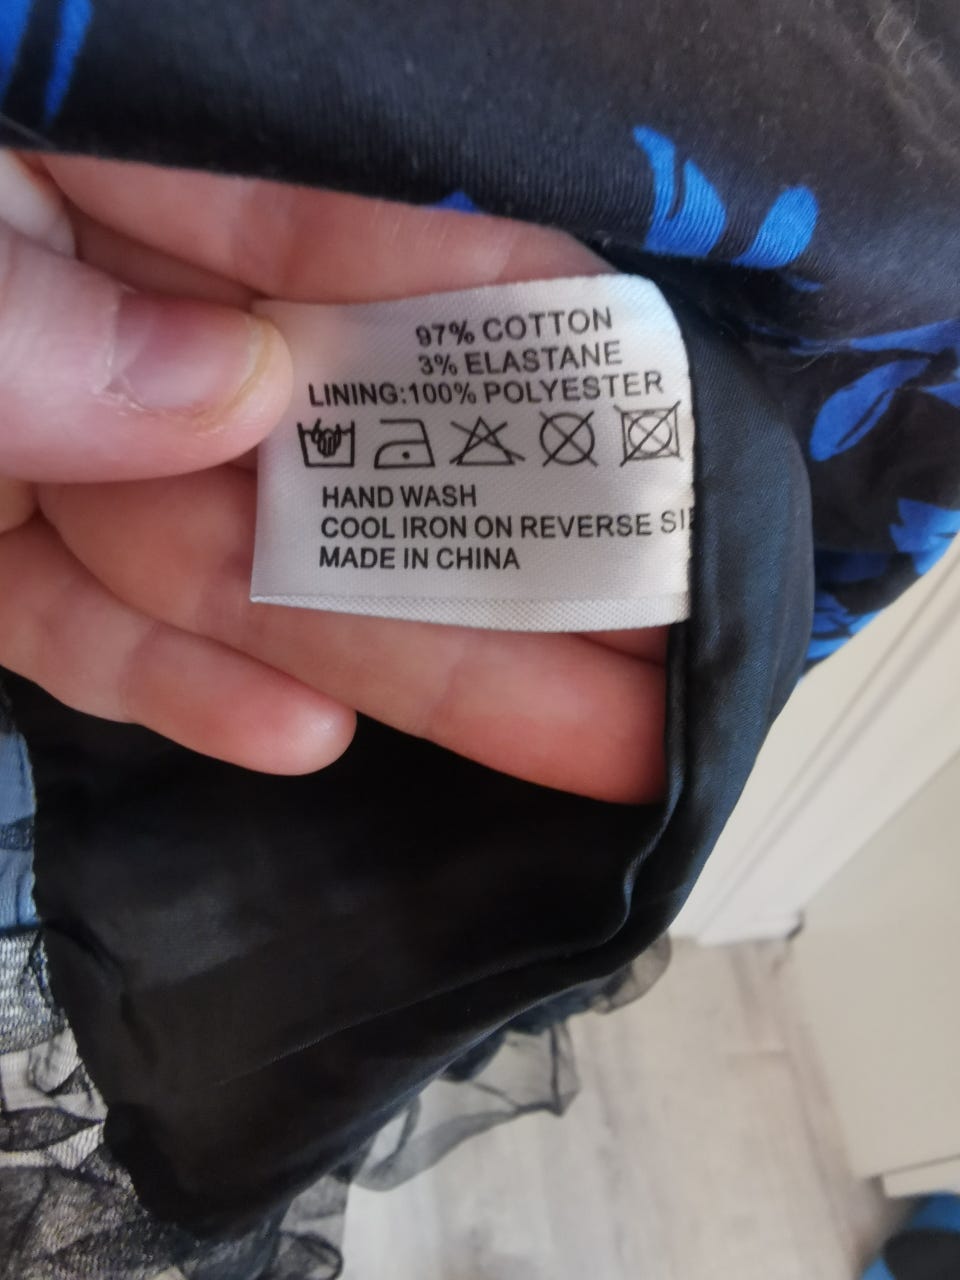 97% COTTON
3% ELASTANE
LINING:100% POLYESTER
HAND WASH
COOL IRON ON REVERSE
MADE IN CHINA